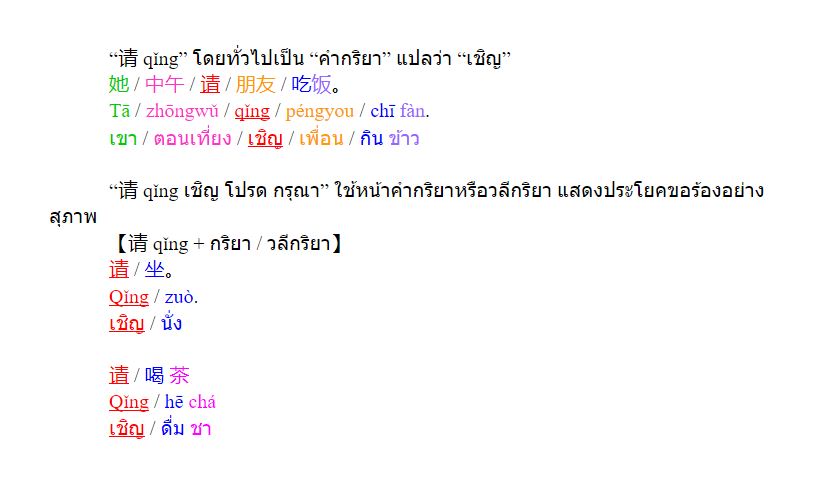 “请 qǐng” โดยทั่วไปเป็น “คำกริยา” แปลว่า “เชิญ”
她 / 中午 / 请 / 朋友 / 吃饭。
Tā / zhōngwǔ / qǐng / péngyou / chī fàn.
เขา / ตอนเที่ยง / เชิญ / เพื่อน / กิน ข้าว
“请 qǐng เชิญ โปรด กรุณา” ใช้หน้าคำกริยาหรือวลีกริยา แสดงประโยคขอร้องอย่าง
สุภาพ
【请 qǐng + กริยา / วลีกริยา】
请 / 坐。
Qǐng / zuò.
เชิญ / นั่ง
请 / 喝 茶
Qǐng / hē chá
เชิญ / ดื่ม ชา